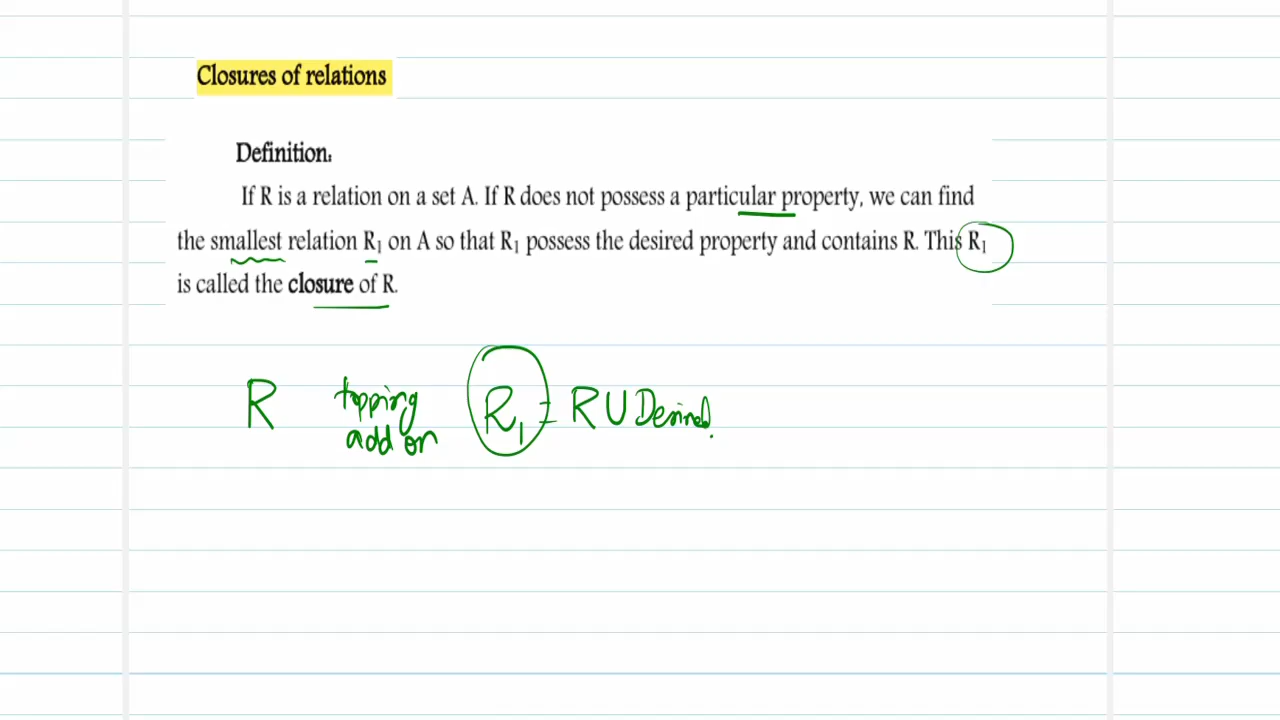 Closures of relations
Definition:
If R is a relation on a set A. If R does not possess a particular property, we can find
the smallest relation R₁ on A so that R₁ possess the desired property and contains R. This R₁
is called the closure of R.
R topping R₁ = R U Desired.
add on